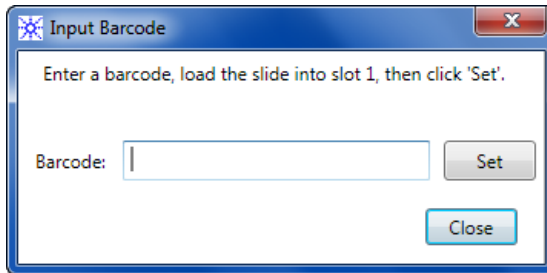 Input Barcode
Enter a barcode, load the slide into slot 1, then click 'Set'.
Barcode:
Set
Close